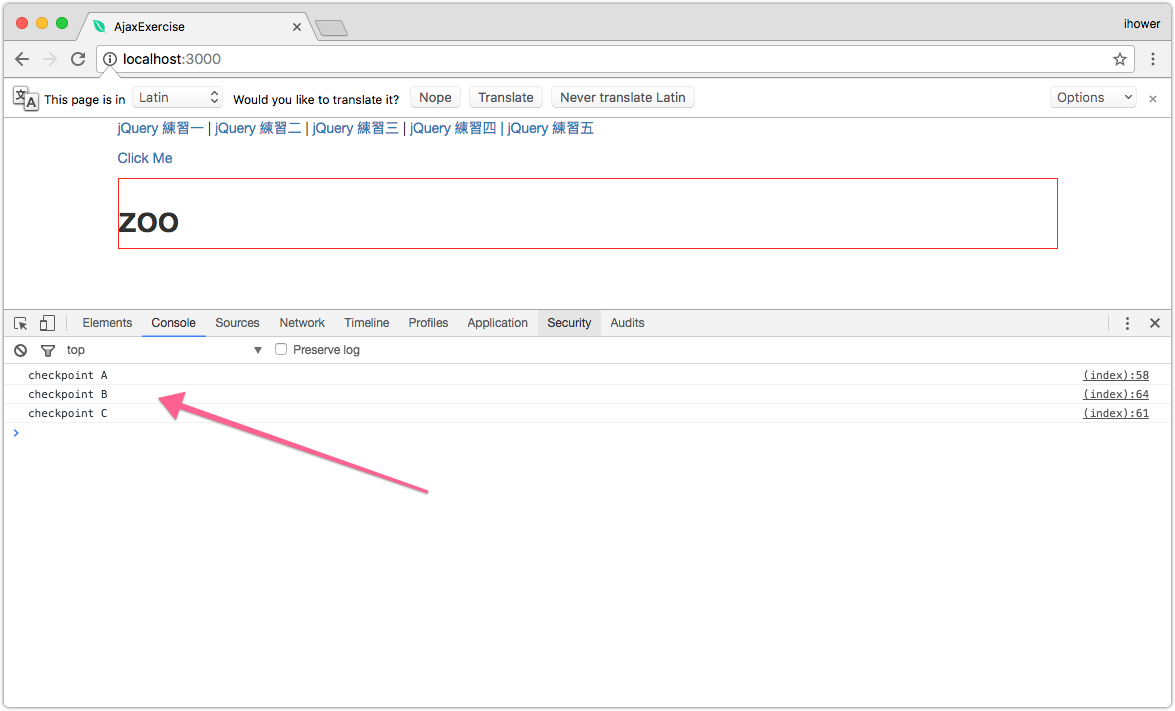 AjaxExercise
ihower
localhost:3000
文A This page is in Latin Would you like to translate it? Nope Translate Never translate Latin Options
jQuery 練習一 | jQuery 練習二 | jQuery 練習三 | jQuery 練習四 | jQuery 練習五
Click Me
zoo
Elements Console Sources Network Timeline Profiles Application Security Audits
top Preserve log
checkpoint A (index):58
checkpoint B (index):64
checkpoint C (index):61